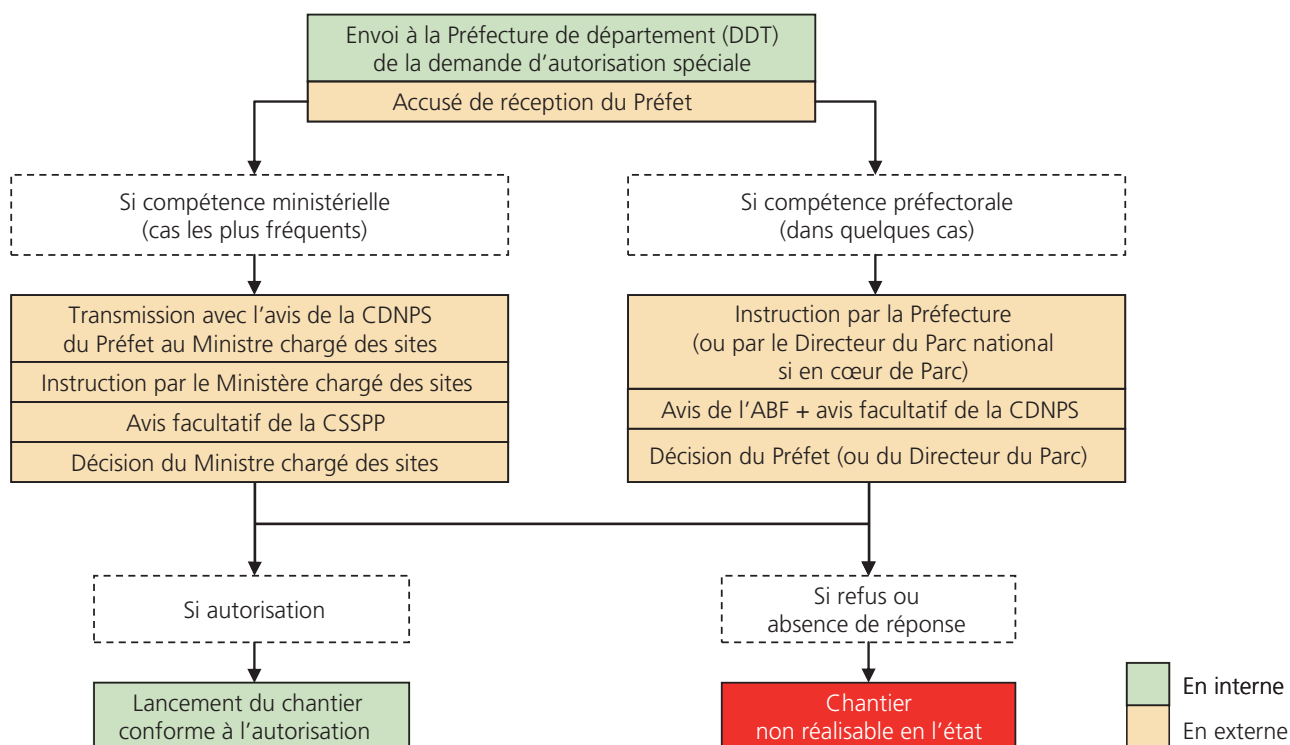 Envoi à la Préfecture de département (DDT)
de la demande d'autorisation spéciale
Accusé de réception du Préfet
Si compétence ministérielle
(cas les plus fréquents)
Si compétence préfectorale
(dans quelques cas)
Transmission avec l'avis de la CDNPS
du Préfet au Ministre chargé des sites
Instruction par le Ministère chargé des sites
Avis facultatif de la CSSPP
Décision du Ministre chargé des sites
Instruction par la Préfecture
(ou par le Directeur du Parc national
si en cœur de Parc)
Avis de l'ABF + avis facultatif de la CDNPS
Décision du Préfet (ou du Directeur du Parc)
Si autorisation
Si refus ou
absence de réponse
Lancement du chantier
conforme à l'autorisation
Chantier
non réalisable en l'état
En interne
En externe